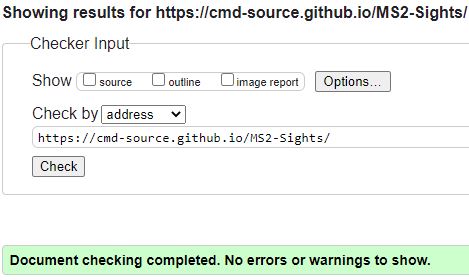 Showing results for https://cmd-source.github.io/MS2-Sights/
Checker Input
Show source outline image report Options...
Check by address
https://cmd-source.github.io/MS2-Sights/
Check
Document checking completed. No errors or warnings to show.